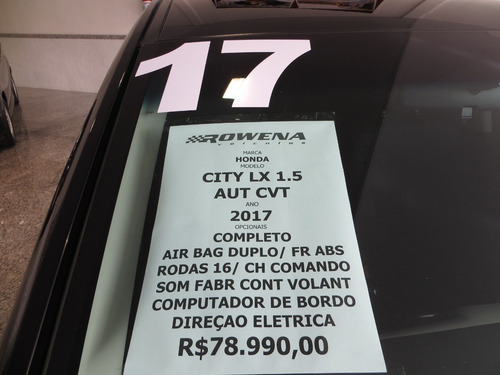 17
ROWENA
veículos
MARCA
HONDA
MODELO
CITY LX 1.5
AUT CVT
ANO
2017
OPCIONAIS
COMPLETO
AIR BAG DUPLO/ FR ABS
RODAS 16/ CH COMANDO
SOM FABR CONT VOLANT
COMPUTADOR DE BORDO
DIREÇAO ELETRICA
R$78.990,00